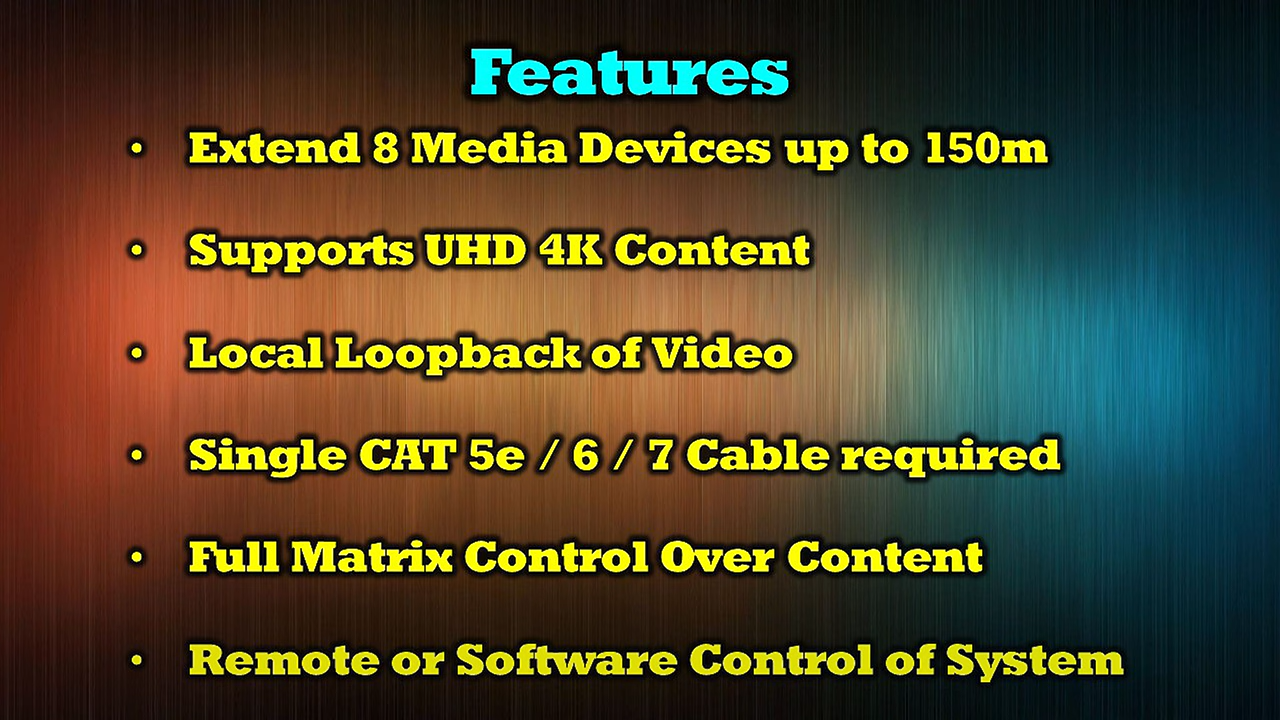 Features
• Extend 8 Media Devices up to 150m
• Supports UHD 4K Content
• Local Loopback of Video
• Single CAT 5e / 6 / 7 Cable required
• Full Matrix Control Over Content
• Remote or Software Control of System